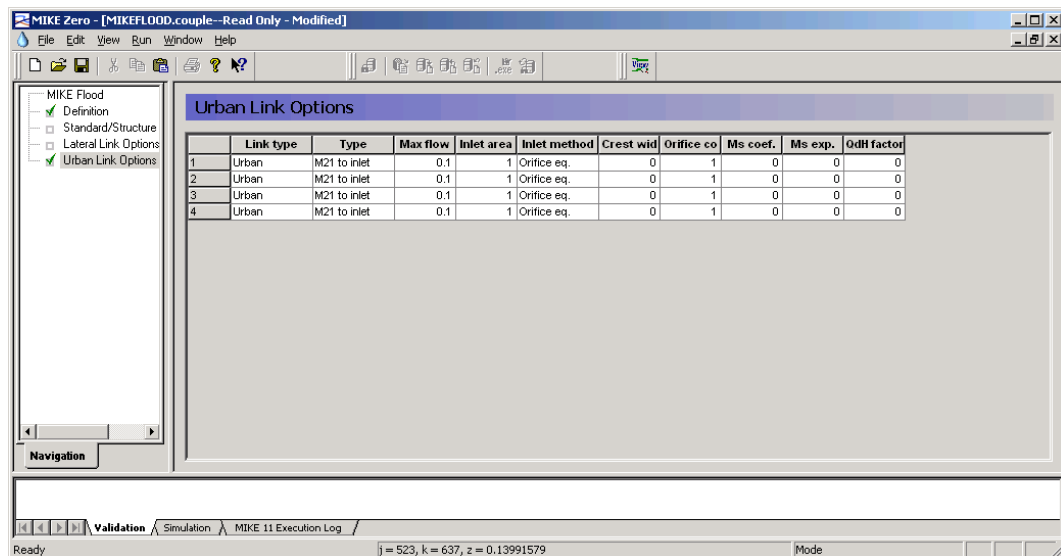 MIKE Zero - [MIKEFLOOD.couple--Read Only - Modified]
File Edit View Run Window Help
MIKE Flood
Definition
Standard/Structure
Lateral Link Options
Urban Link Options
Navigation
Urban Link Options
Link type Type Max flow Inlet area Inlet method Crest wid Orifice co Ms coef. Ms exp. QdH factor
1 Urban M21 to inlet 0.1 1 Orifice eq. 0 1 0 0 0
2 Urban M21 to inlet 0.1 1 Orifice eq. 0 1 0 0 0
3 Urban M21 to inlet 0.1 1 Orifice eq. 0 1 0 0 0
4 Urban M21 to inlet 0.1 1 Orifice eq. 0 1 0 0 0
Validation Simulation MIKE 11 Execution Log
Ready j = 523, k = 637, z = 0.13991579 Mode